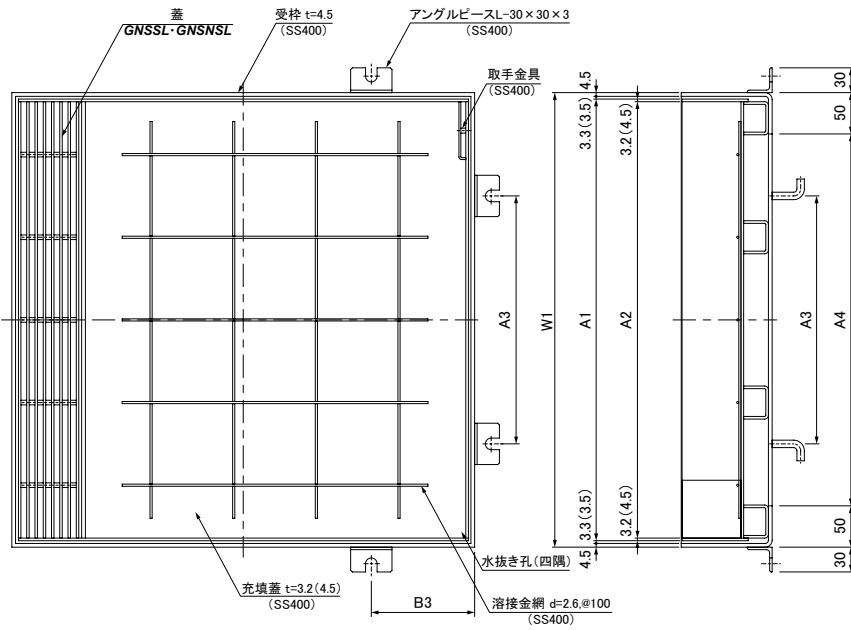 蓋
GNSSL・GNSNSL
受枠 t=4.5
(SS400)
アングルピースL-30×30×3
(SS400)
取手金具
(SS400)
4.5
3.3(3.5)
3.2(4.5)
30
50
A3
W1
A1
A2
A3
A4
3.3(3.5)
4.5
3.2(4.5)
50
30
水抜き孔(四隅)
充填蓋 t=3.2(4.5)
(SS400)
B3
溶接金網 d=2.6,@100
(SS400)